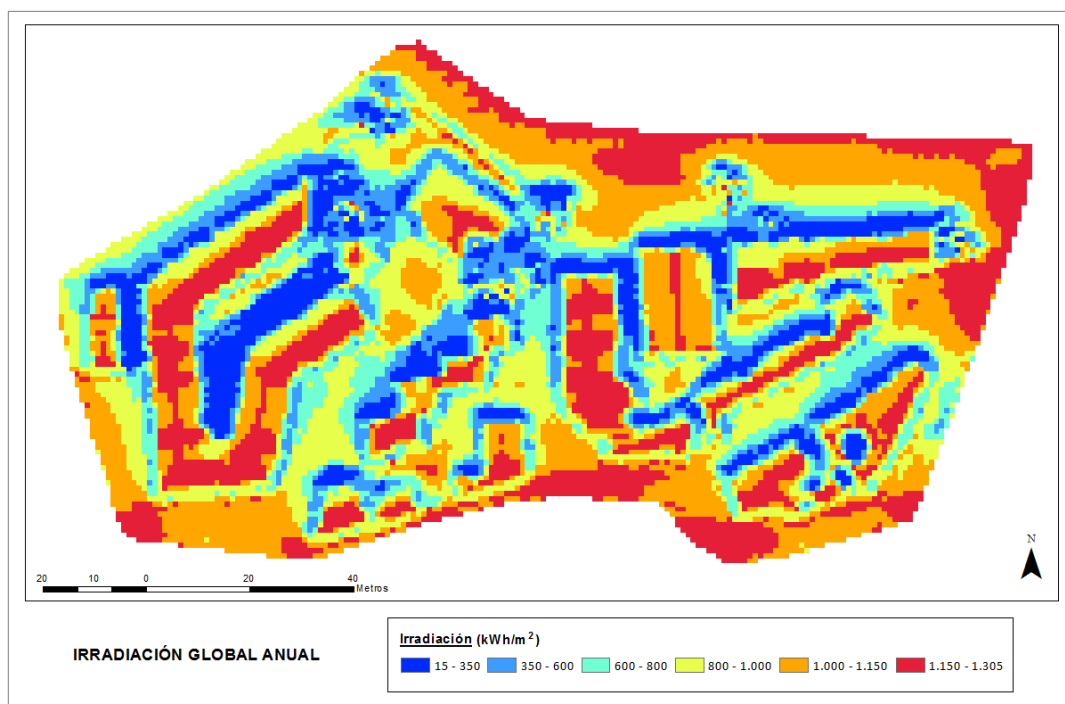 N
20 10 0 20 40
Metros
IRRADIACIÓN GLOBAL ANUAL
Irradiación (kWh/m²)
15 - 350 350 - 600 600 - 800 800 - 1.000 1.000 - 1.150 1.150 - 1.305